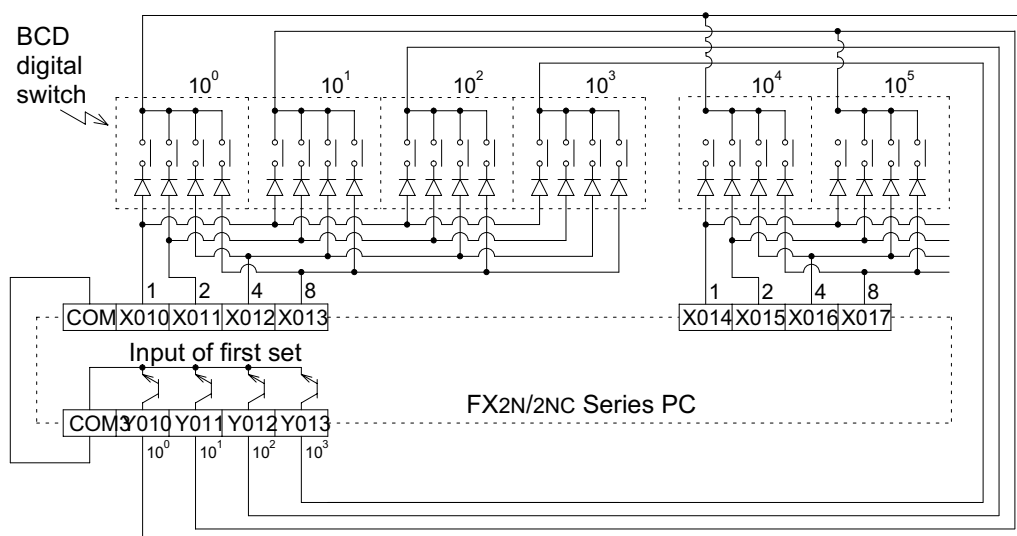 BCD
digital
switch
10⁰ 10¹ 10² 10³ 10⁴ 10⁵
1 2 4 8 1 2 4 8
COM X010 X011 X012 X013 X014 X015 X016 X017
Input of first set
FX2N/2NC Series PC
COM3 Y010 Y011 Y012 Y013
10⁰ 10¹ 10² 10³